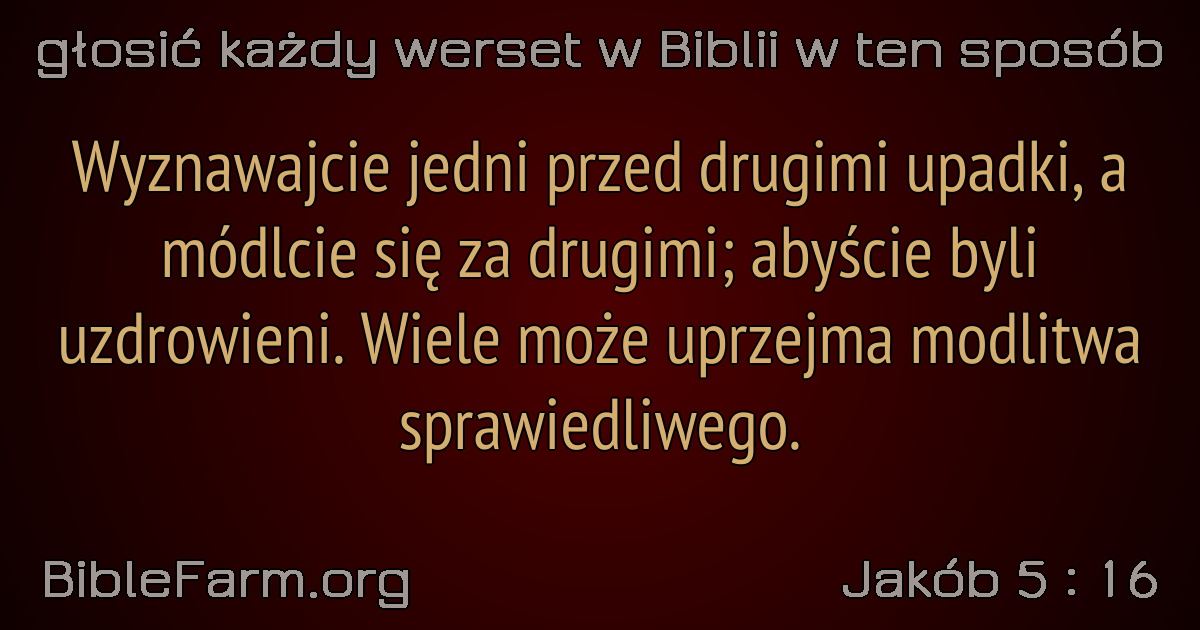 głosić każdy werset w Biblii w ten sposób
Wyznawajcie jedni przed drugimi upadki, a
módlcie się za drugimi; abyście byli
uzdrowieni. Wiele może uprzejma modlitwa
sprawiedliwego.
BibleFarm.org
Jakób 5 : 16